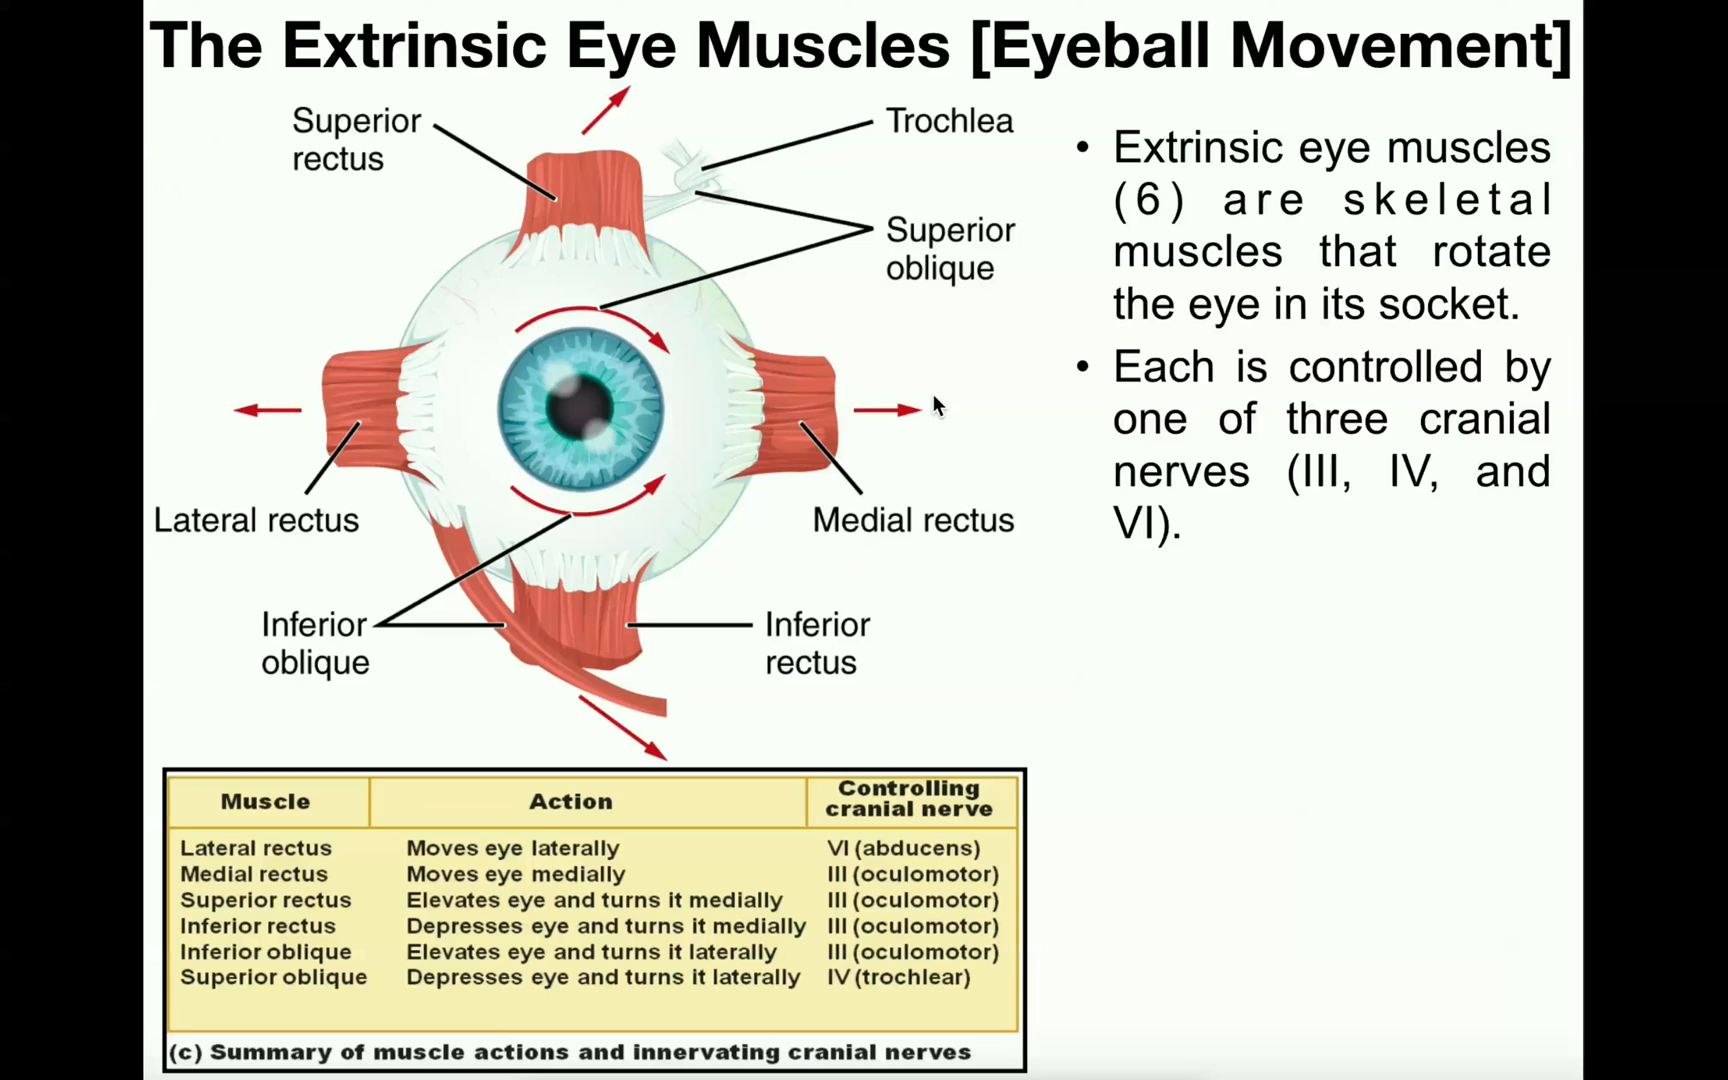 The Extrinsic Eye Muscles [Eyeball Movement]
Superior
rectus
Trochlea
Superior
oblique
Lateral rectus
Medial rectus
Inferior
oblique
Inferior
rectus
• Extrinsic eye muscles
(6) are skeletal
muscles that rotate
the eye in its socket.
• Each is controlled by
one of three cranial
nerves (III, IV, and
VI).
Muscle Action Controlling
cranial nerve
Lateral rectus Moves eye laterally VI (abducens)
Medial rectus Moves eye medially III (oculomotor)
Superior rectus Elevates eye and turns it medially III (oculomotor)
Inferior rectus Depresses eye and turns it medially III (oculomotor)
Inferior oblique Elevates eye and turns it laterally III (oculomotor)
Superior oblique Depresses eye and turns it laterally IV (trochlear)
(c) Summary of muscle actions and innervating cranial nerves